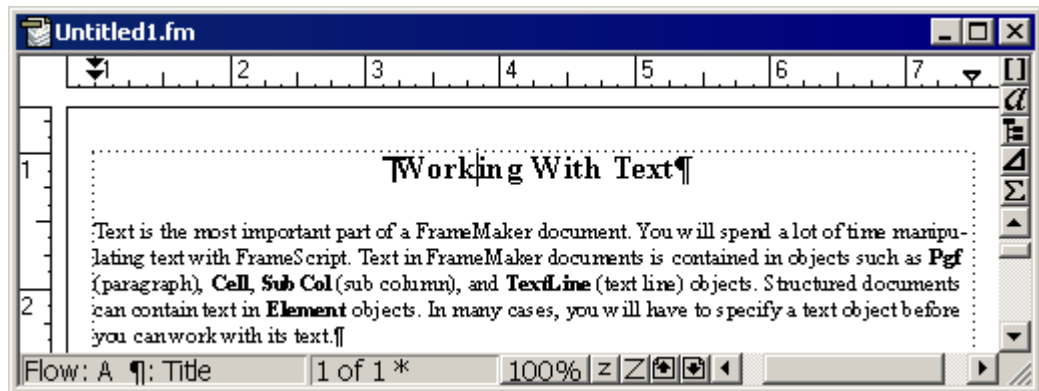 Untitled1.fm
1 2 3 4 5 6 7
1
Working With Text¶
Text is the most important part of a FrameMaker document. You will spend a lot of time manipu-
lating text with FrameScript. Text in FrameMaker documents is contained in objects such as Pgf
(paragraph), Cell, Sub Col (sub column), and TextLine (text line) objects. Structured documents
2
can contain text in Element objects. In many cases, you will have to specify a text object before
you can work with its text.¶
Flow: A ¶: Title 1 of 1 * 100% z Z